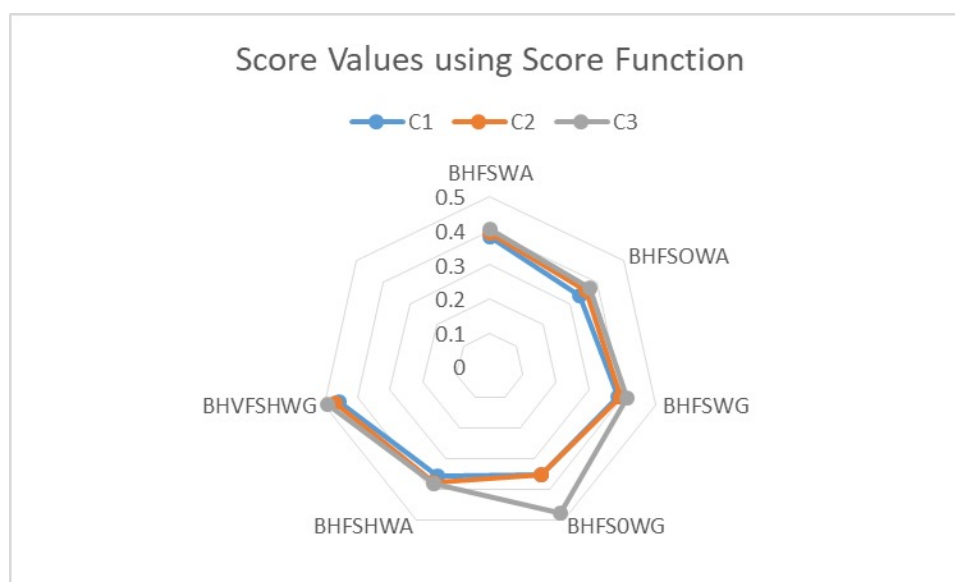 Score Values using Score Function
C1 C2 C3
BHFSWA
0.5
0.4
0.3
0.2
0.1
0
BHFSOWA
BHFSWG
BHFS0WG
BHFSHWA
BHVFSHWG